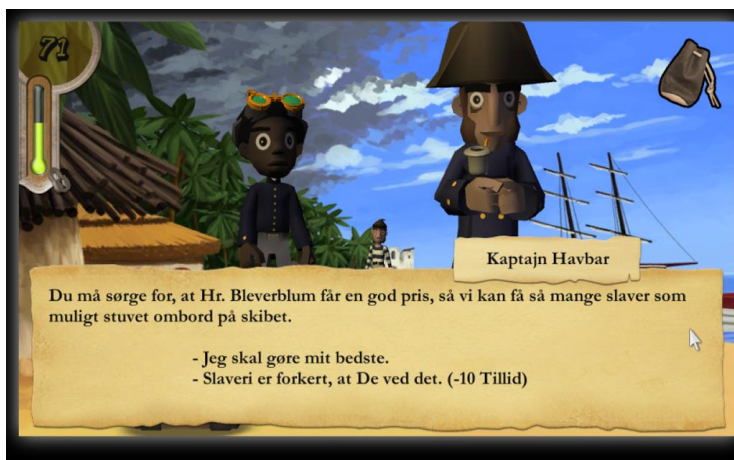 71
Kaptajn Havbar
Du må sørge for, at Hr. Bleverblum får en god pris, så vi kan få så mange slaver som
muligt stuvet ombord på skibet.
- Jeg skal gøre mit bedste.
- Slaveri er forkert, at De ved det. (-10 Tillid)